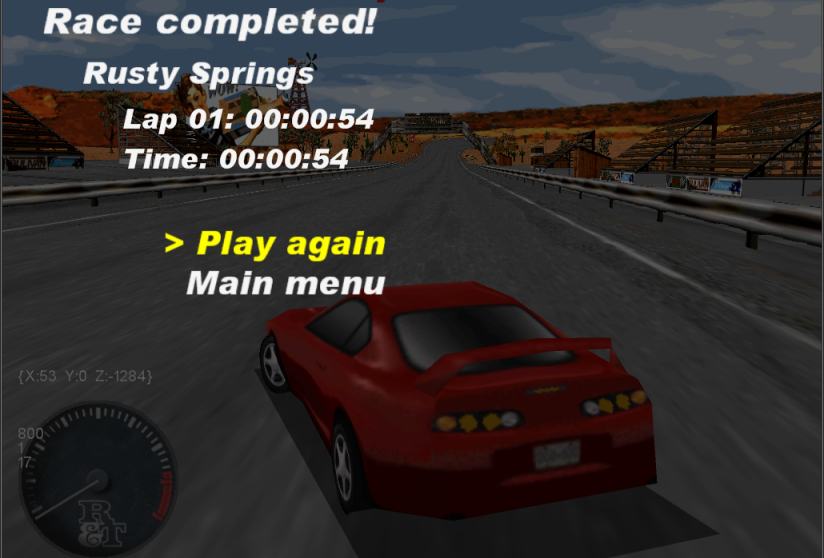 Race completed!
Rusty Springs
WOW!
Lap 01: 00:00:54
Time: 00:00:54
> Play again
Main menu
{X:53 Y:0 Z:-1284}
800
1
17
R
&T